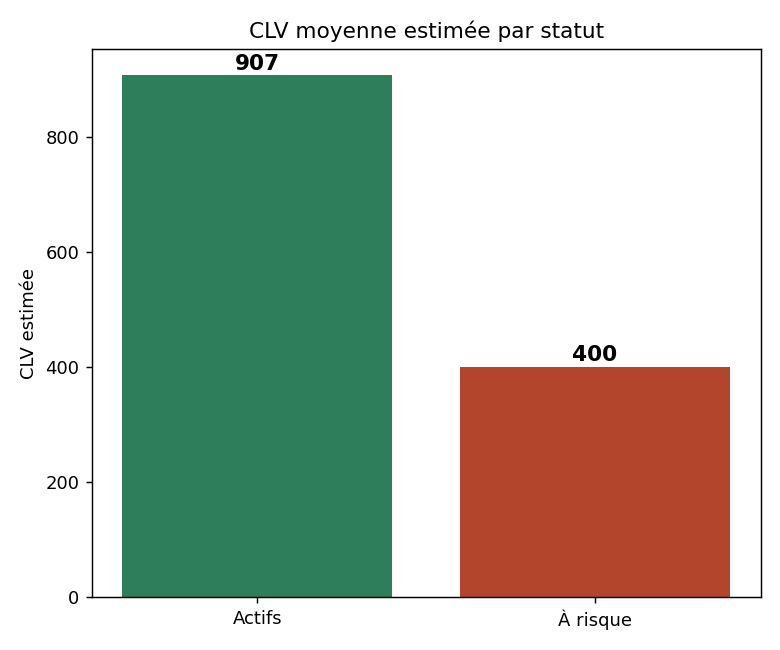 CLV moyenne estimée par statut
907
800
600
400
400
200
0
CLV estimée
Actifs
À risque